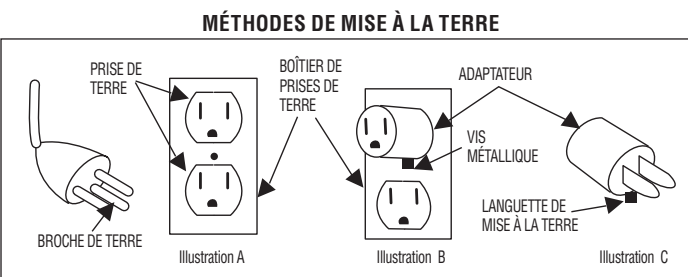 MÉTHODES DE MISE À LA TERRE
PRISE DE
TERRE
BOÎTIER DE
PRISES DE
TERRE
ADAPTATEUR
VIS
MÉTALLIQUE
LANGUETTE DE
MISE À LA TERRE
BROCHE DE TERRE
Illustration A
Illustration B
Illustration C